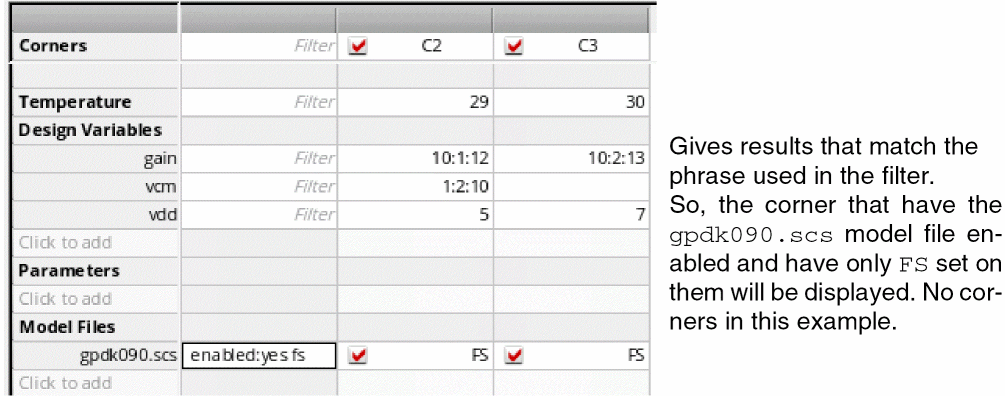 Corners Filter C2 C3
Temperature Filter 29 30
Design Variables
gain Filter 10:1:12 10:2:13
vcm Filter 1:2:10
vdd Filter 5 7
Click to add
Parameters
Click to add
Model Files
gpdk090.scs enabled:yes fs FS FS
Click to add
Gives results that match the
phrase used in the filter.
So, the corner that have the
gpdk090.scs model file en-
abled and have only FS set on
them will be displayed. No cor-
ners in this example.